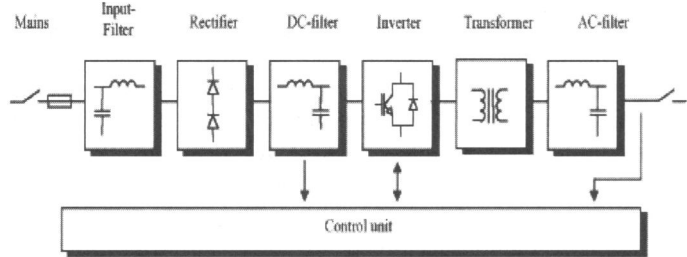 Mains
Input-
Filter
Rectifier
DC-filter
Inverter
Transformer
AC-filter
Control unit